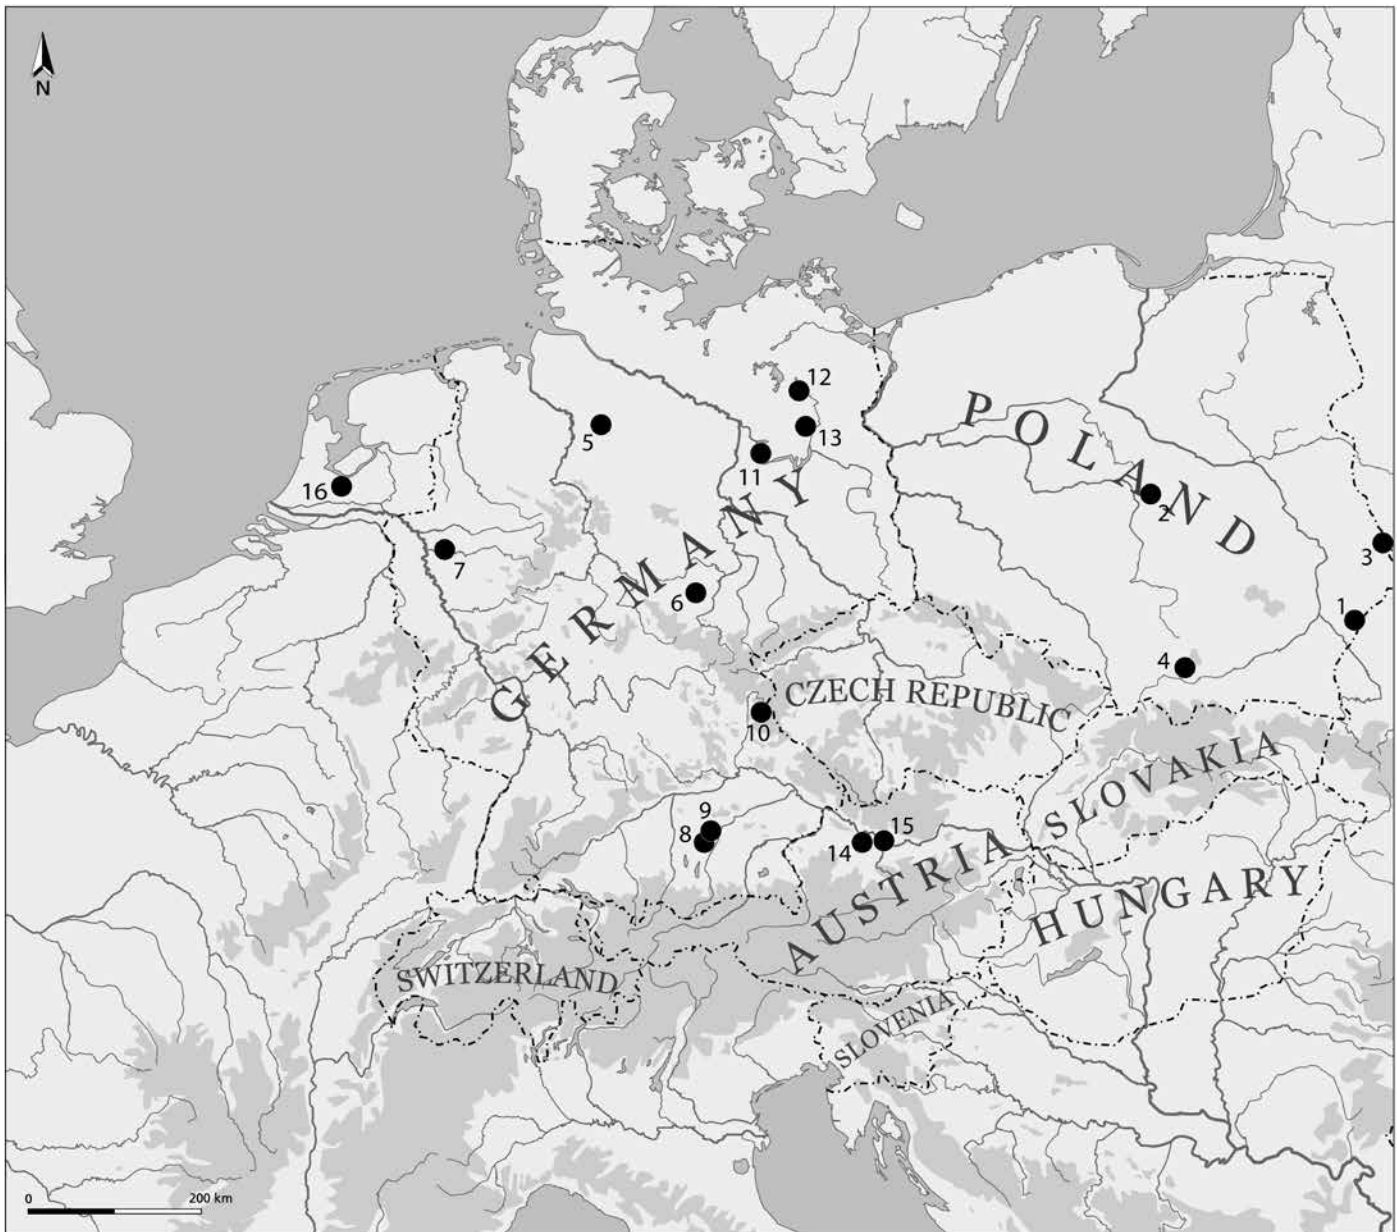 N
12
13
5
11
16
7
6
POLAND
2
3
1
4
GERMANY
CZECH REPUBLIC
10
SLOVAKIA
9
8
14
15
AUSTRIA
HUNGARY
SWITZERLAND
SLOVENIA
0 200 km